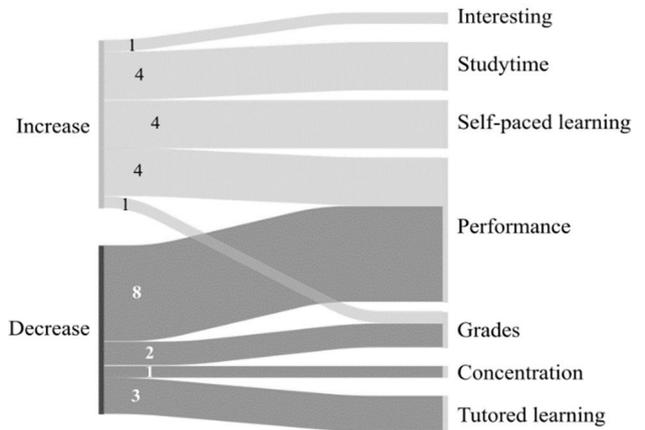 Interesting
1
4
Studytime
Increase
4
Self-paced learning
4
1
Performance
8
Decrease
Grades
2
1
Concentration
3
Tutored learning